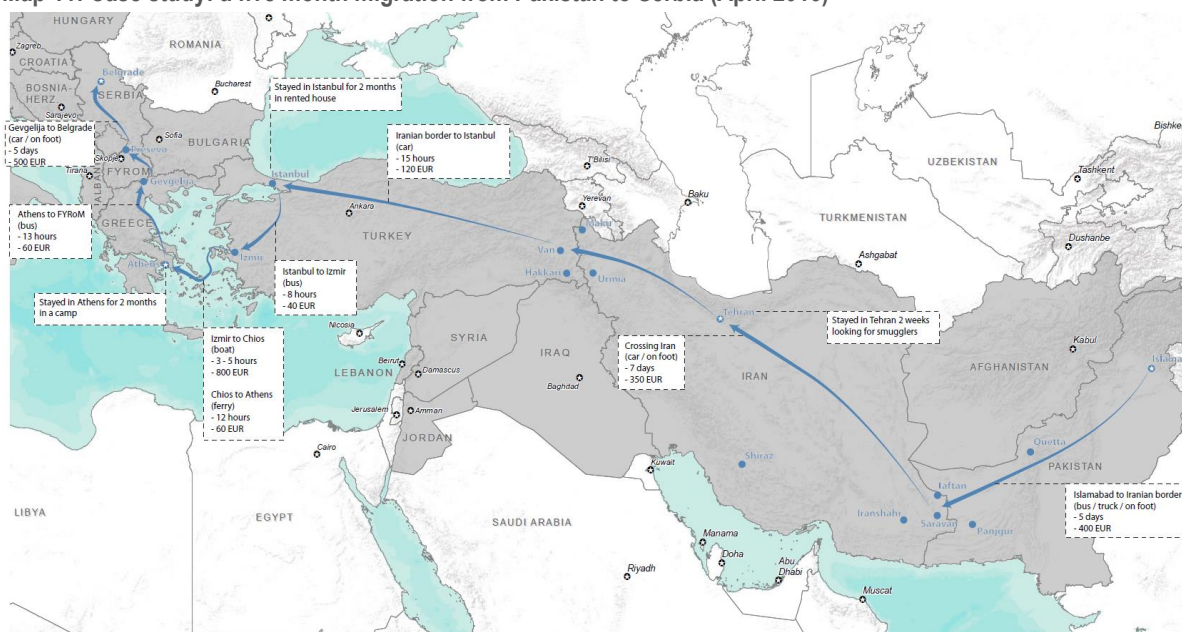 Case study: a five month migration from Pakistan to Serbia (April
HUNGARY
Zagreb
CROATIA
ROMANIA
BOSNIA-
HERZ.
Sarajevo
Belgrade
SERBIA
Bucharest
Stayed in Istanbul for 2 months
in rented house
Gevgelija to Belgrade
(car / on foot)
- 5 days
- 500 EUR
Preseva
Sofia
BULGARIA
Skopje
Tirana
FYROM
Gevgelija
Iranian border to Istanbul
(car)
- 15 hours
- 120 EUR
T'Bilisi
Baku
Yerevan
UZBEKISTAN
Bishke
Tashkent
TURKMENISTAN
Dushanbe
Ashgabat
Istanbul
Ankara
TURKEY
Athens to FYRoM
(bus)
- 13 hours
- 60 EUR
GREECE
Athens
Izmir
Maku
Van
Hakkari
Urmia
Stayed in Athens for 2 months
in a camp
Istanbul to Izmir
(bus)
- 8 hours
- 40 EUR
Izmir to Chios
(boat)
- 3 - 5 hours
- 800 EUR
Chios to Athens
(ferry)
- 12 hours
- 60 EUR
Nicosia
SYRIA
Beirut
LEBANON
Damascus
IRAQ
Baghdad
Jerusalem
Amman
JORDAN
Cairo
Tehran
Stayed in Tehran 2 weeks
looking for smugglers
Crossing Iran
(car / on foot)
- 7 days
- 350 EUR
IRAN
AFGHANISTAN
Kabul
Islama
Quetta
PAKISTAN
Shiraz
Kuwait
Taftan
Iranshahr
Saravan
Panjgur
Islamabad to Iranian border
(bus / truck / on foot)
- 5 days
- 400 EUR
LIBYA
EGYPT
SAUDI ARABIA
Manama
Doha
Abu
Dhabi
Riyadh
Muscat